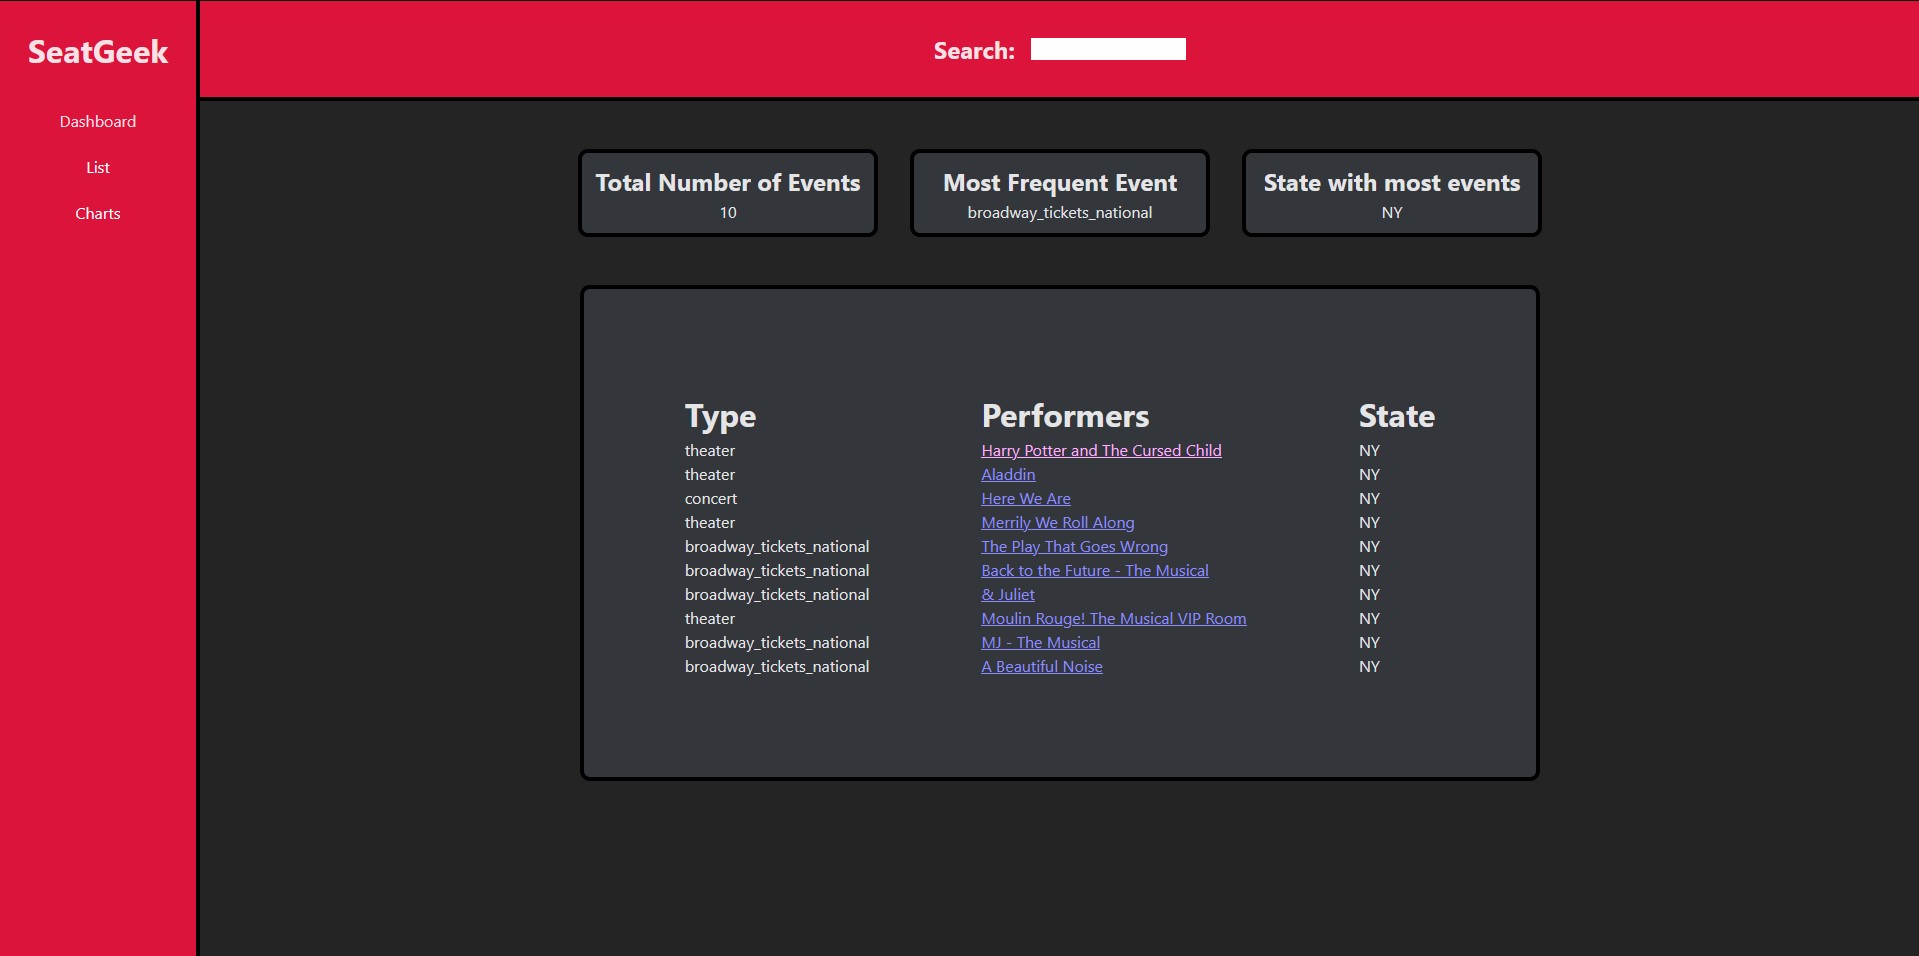 SeatGeek
Dashboard
List
Charts
Search:
Total Number of Events
10
Most Frequent Event
broadway_tickets_national
State with most events
NY
Type Performers State
theater Harry Potter and The Cursed Child NY
theater Aladdin NY
concert Here We Are NY
theater Merrily We Roll Along NY
broadway_tickets_national The Play That Goes Wrong NY
broadway_tickets_national Back to the Future - The Musical NY
broadway_tickets_national & Juliet NY
theater Moulin Rouge! The Musical VIP Room NY
broadway_tickets_national MJ - The Musical NY
broadway_tickets_national A Beautiful Noise NY